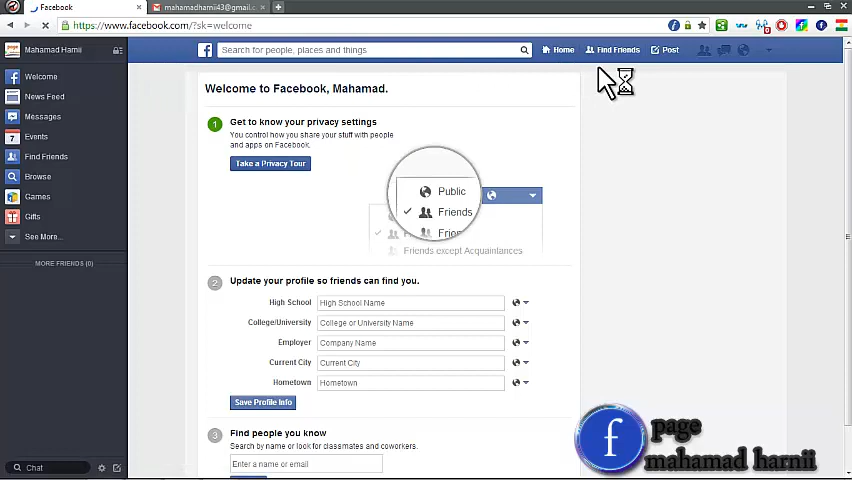 Facebook
mahamadharnii43@gmail.c
https://www.facebook.com/?sk=welcome
Mahamad Harnii
Search for people, places and things
Home
Find Friends
Post
Welcome
News Feed
Messages
Events
Find Friends
Browse
Games
Gifts
See More...
MORE FRIENDS (0)
Chat
Welcome to Facebook, Mahamad.
1 Get to know your privacy settings
You control how you share your stuff with people
and apps on Facebook.
Take a Privacy Tour
Public
Friends
Friends except Acquaintances
2 Update your profile so friends can find you.
High School High School Name
College/University College or University Name
Employer Company Name
Current City Current City
Hometown Hometown
Save Profile Info
3 Find people you know
Search by name or look for classmates and coworkers.
Enter a name or email
f page
mahamad harnii